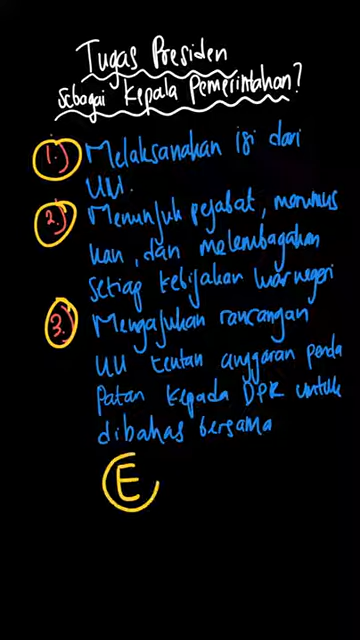 Tugas Presiden
sebagai Kepala Pemerintahan?
1.) Melaksanakan isi dari
UU.
2.) Menunjuk pejabat, merumus
kan, dan melembagakan
setiap kebijakan luar negeri
3.) Mengajukan rancangan
UU tentan anggaran penda
patan kepada DPR untuk
dibahas bersama
E